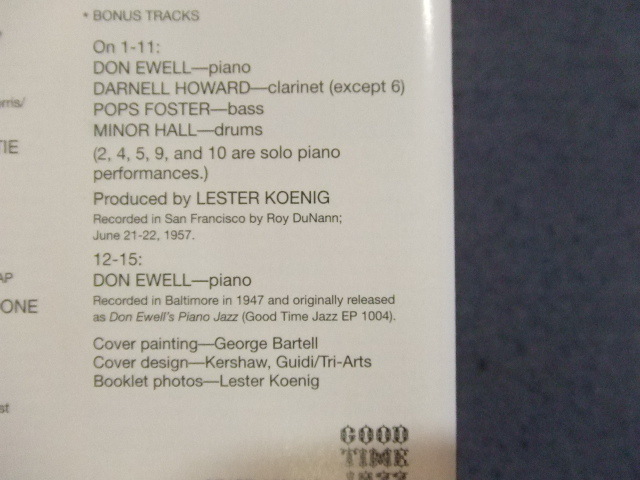 * BONUS TRACKS
On 1-11:
DON EWELL—piano
DARNELL HOWARD—clarinet (except 6)
POPS FOSTER—bass
MINOR HALL—drums
(2, 4, 5, 9, and 10 are solo piano
performances.)
Produced by LESTER KOENIG
Recorded in San Francisco by Roy DuNann;
June 21-22, 1957.
12-15:
DON EWELL—piano
Recorded in Baltimore in 1947 and originally released
as Don Ewell's Piano Jazz (Good Time Jazz EP 1004).
Cover painting—George Bartell
Cover design—Kershaw, Guidi/Tri-Arts
Booklet photos—Lester Koenig
GOOD
TIME